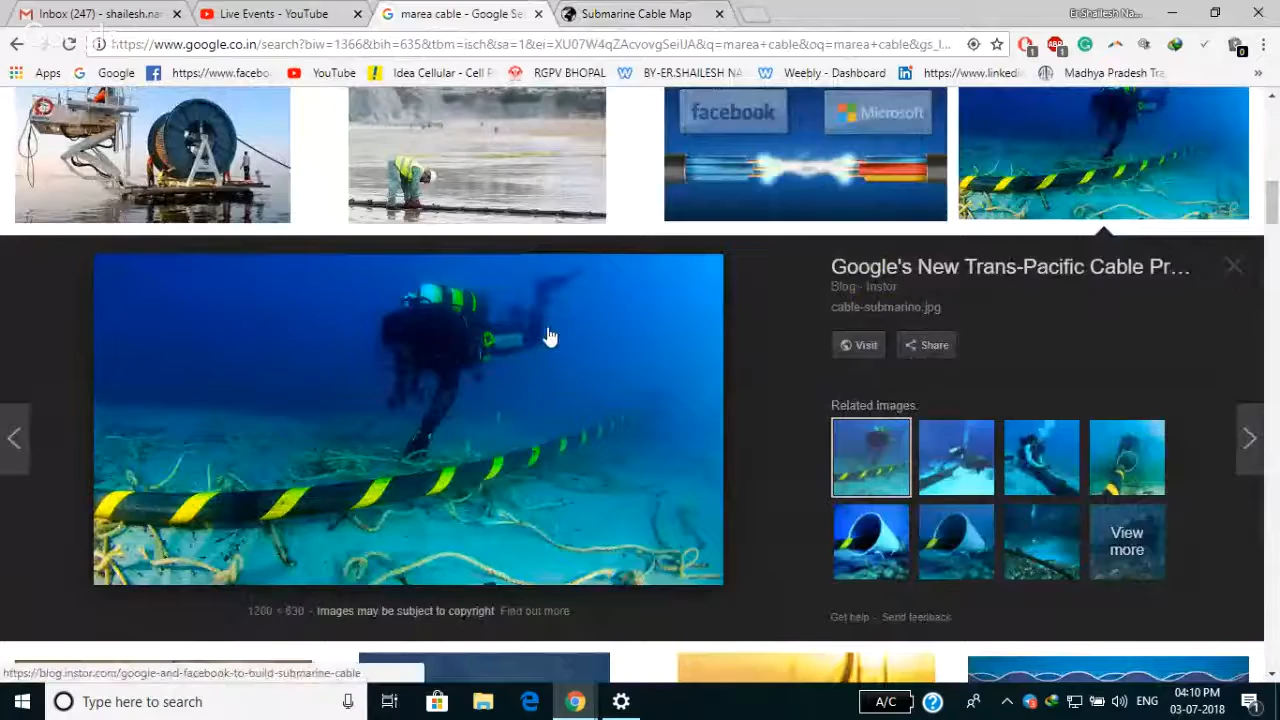 Inbox (247) - shailesh.na
Live Events - YouTube
marea cable - Google Se
Submarine Cable Map
Er.Shailesh Na...
https://www.google.co.in/search?biw=1366&bih=635&tbm=isch&sa=1&ei=XU07W4qZAcvovgSeiIJA&q=marea+cable&oq=marea+cable&gs_l...
Apps
Google
https://www.facebo
YouTube
Idea Cellular - Cell P
RGPV BHOPAL
BY-ER.SHAILESH NA
Weebly - Dashboard
https://www.linked
Madhya Pradesh Tra
facebook
Microsoft
Google's New Trans-Pacific Cable Pr...
Blog - Instor
cable-submarino.jpg
Visit
Share
Related images:
View more
1200 × 630 - Images may be subject to copyright Find out more
Get help - Send feedback
https://blog.instor.com/google-and-facebook-to-build-submarine-cable
Type here to search
A/C
ENG
04:10 PM
03-07-2018